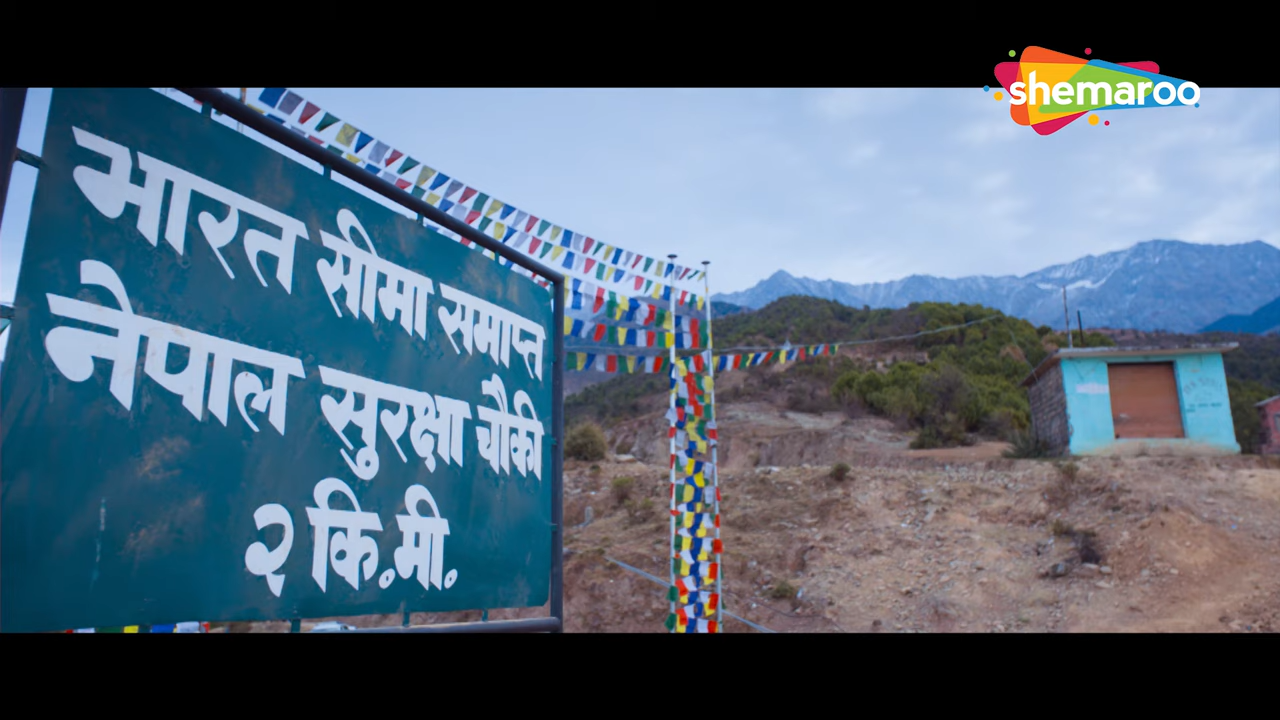 भारत सीमा समाप्त
नेपाल सुरक्षा चौकी
२ कि.मी.
shemaroo